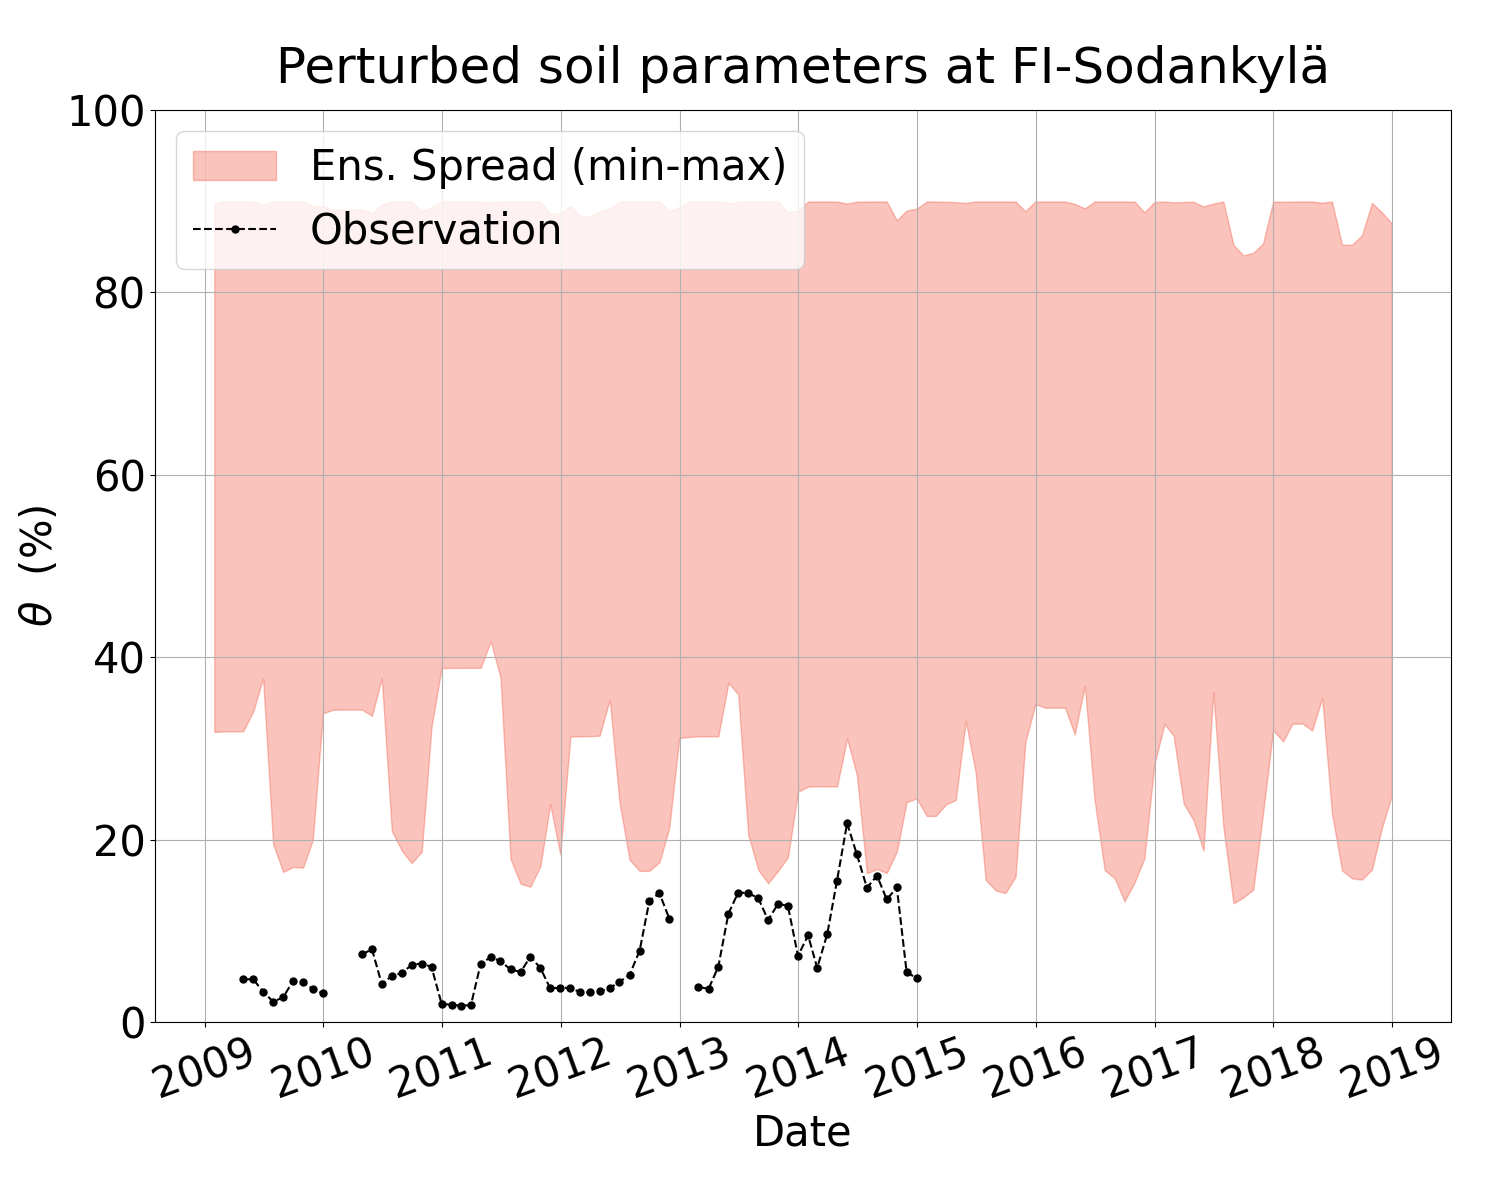 Perturbed soil parameters at FI-Sodankylä
100
80
60
40
20
0
θ (%)
Ens. Spread (min-max)
Observation
2009 2010 2011 2012 2013 2014 2015 2016 2017 2018 2019
Date